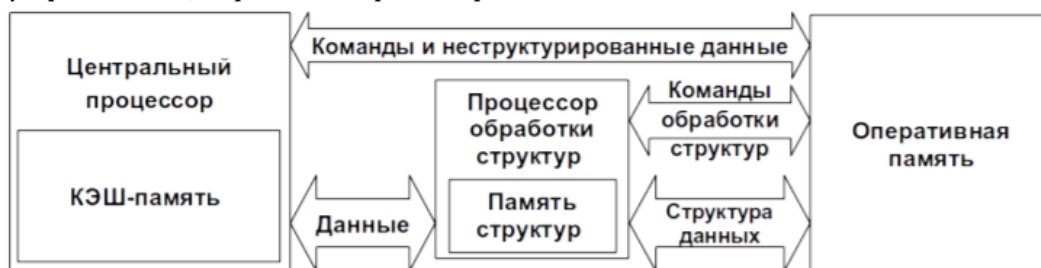 Команды и неструктурированные данные
Центральный
процессор
КЭШ-память
Данные
Процессор
обработки
структур
Память
структур
Команды
обработки
структур
Структура
данных
Оперативная
память